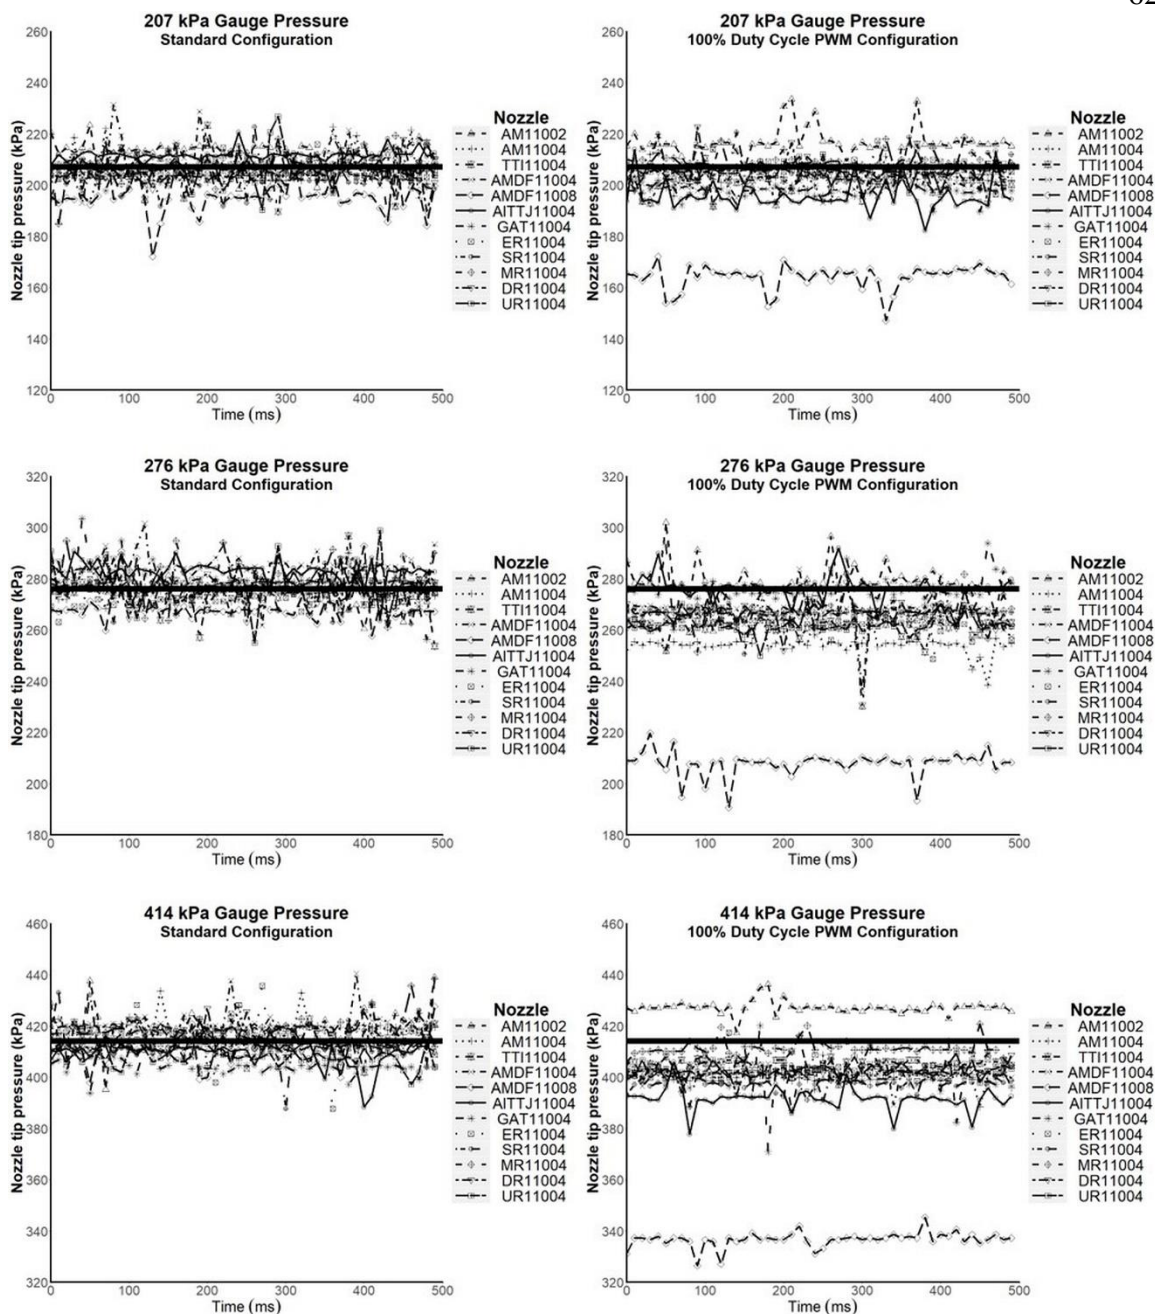 207 kPa Gauge Pressure
Standard Configuration
Nozzle tip pressure (kPa)
260
240
220
200
180
160
140
120
0
100
200
300
400
500
Time (ms)
Nozzle
AM11002
AM11004
TTI11004
AMDF11004
AMDF11008
AITTJ11004
GAT11004
ER11004
SR11004
MR11004
DR11004
UR11004
207 kPa Gauge Pressure
100% Duty Cycle PWM Configuration
Nozzle tip pressure (kPa)
260
240
220
200
180
160
140
120
0
100
200
300
400
500
Time (ms)
Nozzle
AM11002
AM11004
TTI11004
AMDF11004
AMDF11008
AITTJ11004
GAT11004
ER11004
SR11004
MR11004
DR11004
UR11004
276 kPa Gauge Pressure
Standard Configuration
Nozzle tip pressure (kPa)
320
300
280
260
240
220
200
180
0
100
200
300
400
500
Time (ms)
Nozzle
AM11002
AM11004
TTI11004
AMDF11004
AMDF11008
AITTJ11004
GAT11004
ER11004
SR11004
MR11004
DR11004
UR11004
276 kPa Gauge Pressure
100% Duty Cycle PWM Configuration
Nozzle tip pressure (kPa)
320
300
280
260
240
220
200
180
0
100
200
300
400
500
Time (ms)
Nozzle
AM11002
AM11004
TTI11004
AMDF11004
AMDF11008
AITTJ11004
GAT11004
ER11004
SR11004
MR11004
DR11004
UR11004
414 kPa Gauge Pressure
Standard Configuration
Nozzle tip pressure (kPa)
460
440
420
400
380
360
340
320
0
100
200
300
400
500
Time (ms)
Nozzle
AM11002
AM11004
TTI11004
AMDF11004
AMDF11008
AITTJ11004
GAT11004
ER11004
SR11004
MR11004
DR11004
UR11004
414 kPa Gauge Pressure
100% Duty Cycle PWM Configuration
Nozzle tip pressure (kPa)
460
440
420
400
380
360
340
320
0
100
200
300
400
500
Time (ms)
Nozzle
AM11002
AM11004
TTI11004
AMDF11004
AMDF11008
AITTJ11004
GAT11004
ER11004
SR11004
MR11004
DR11004
UR11004